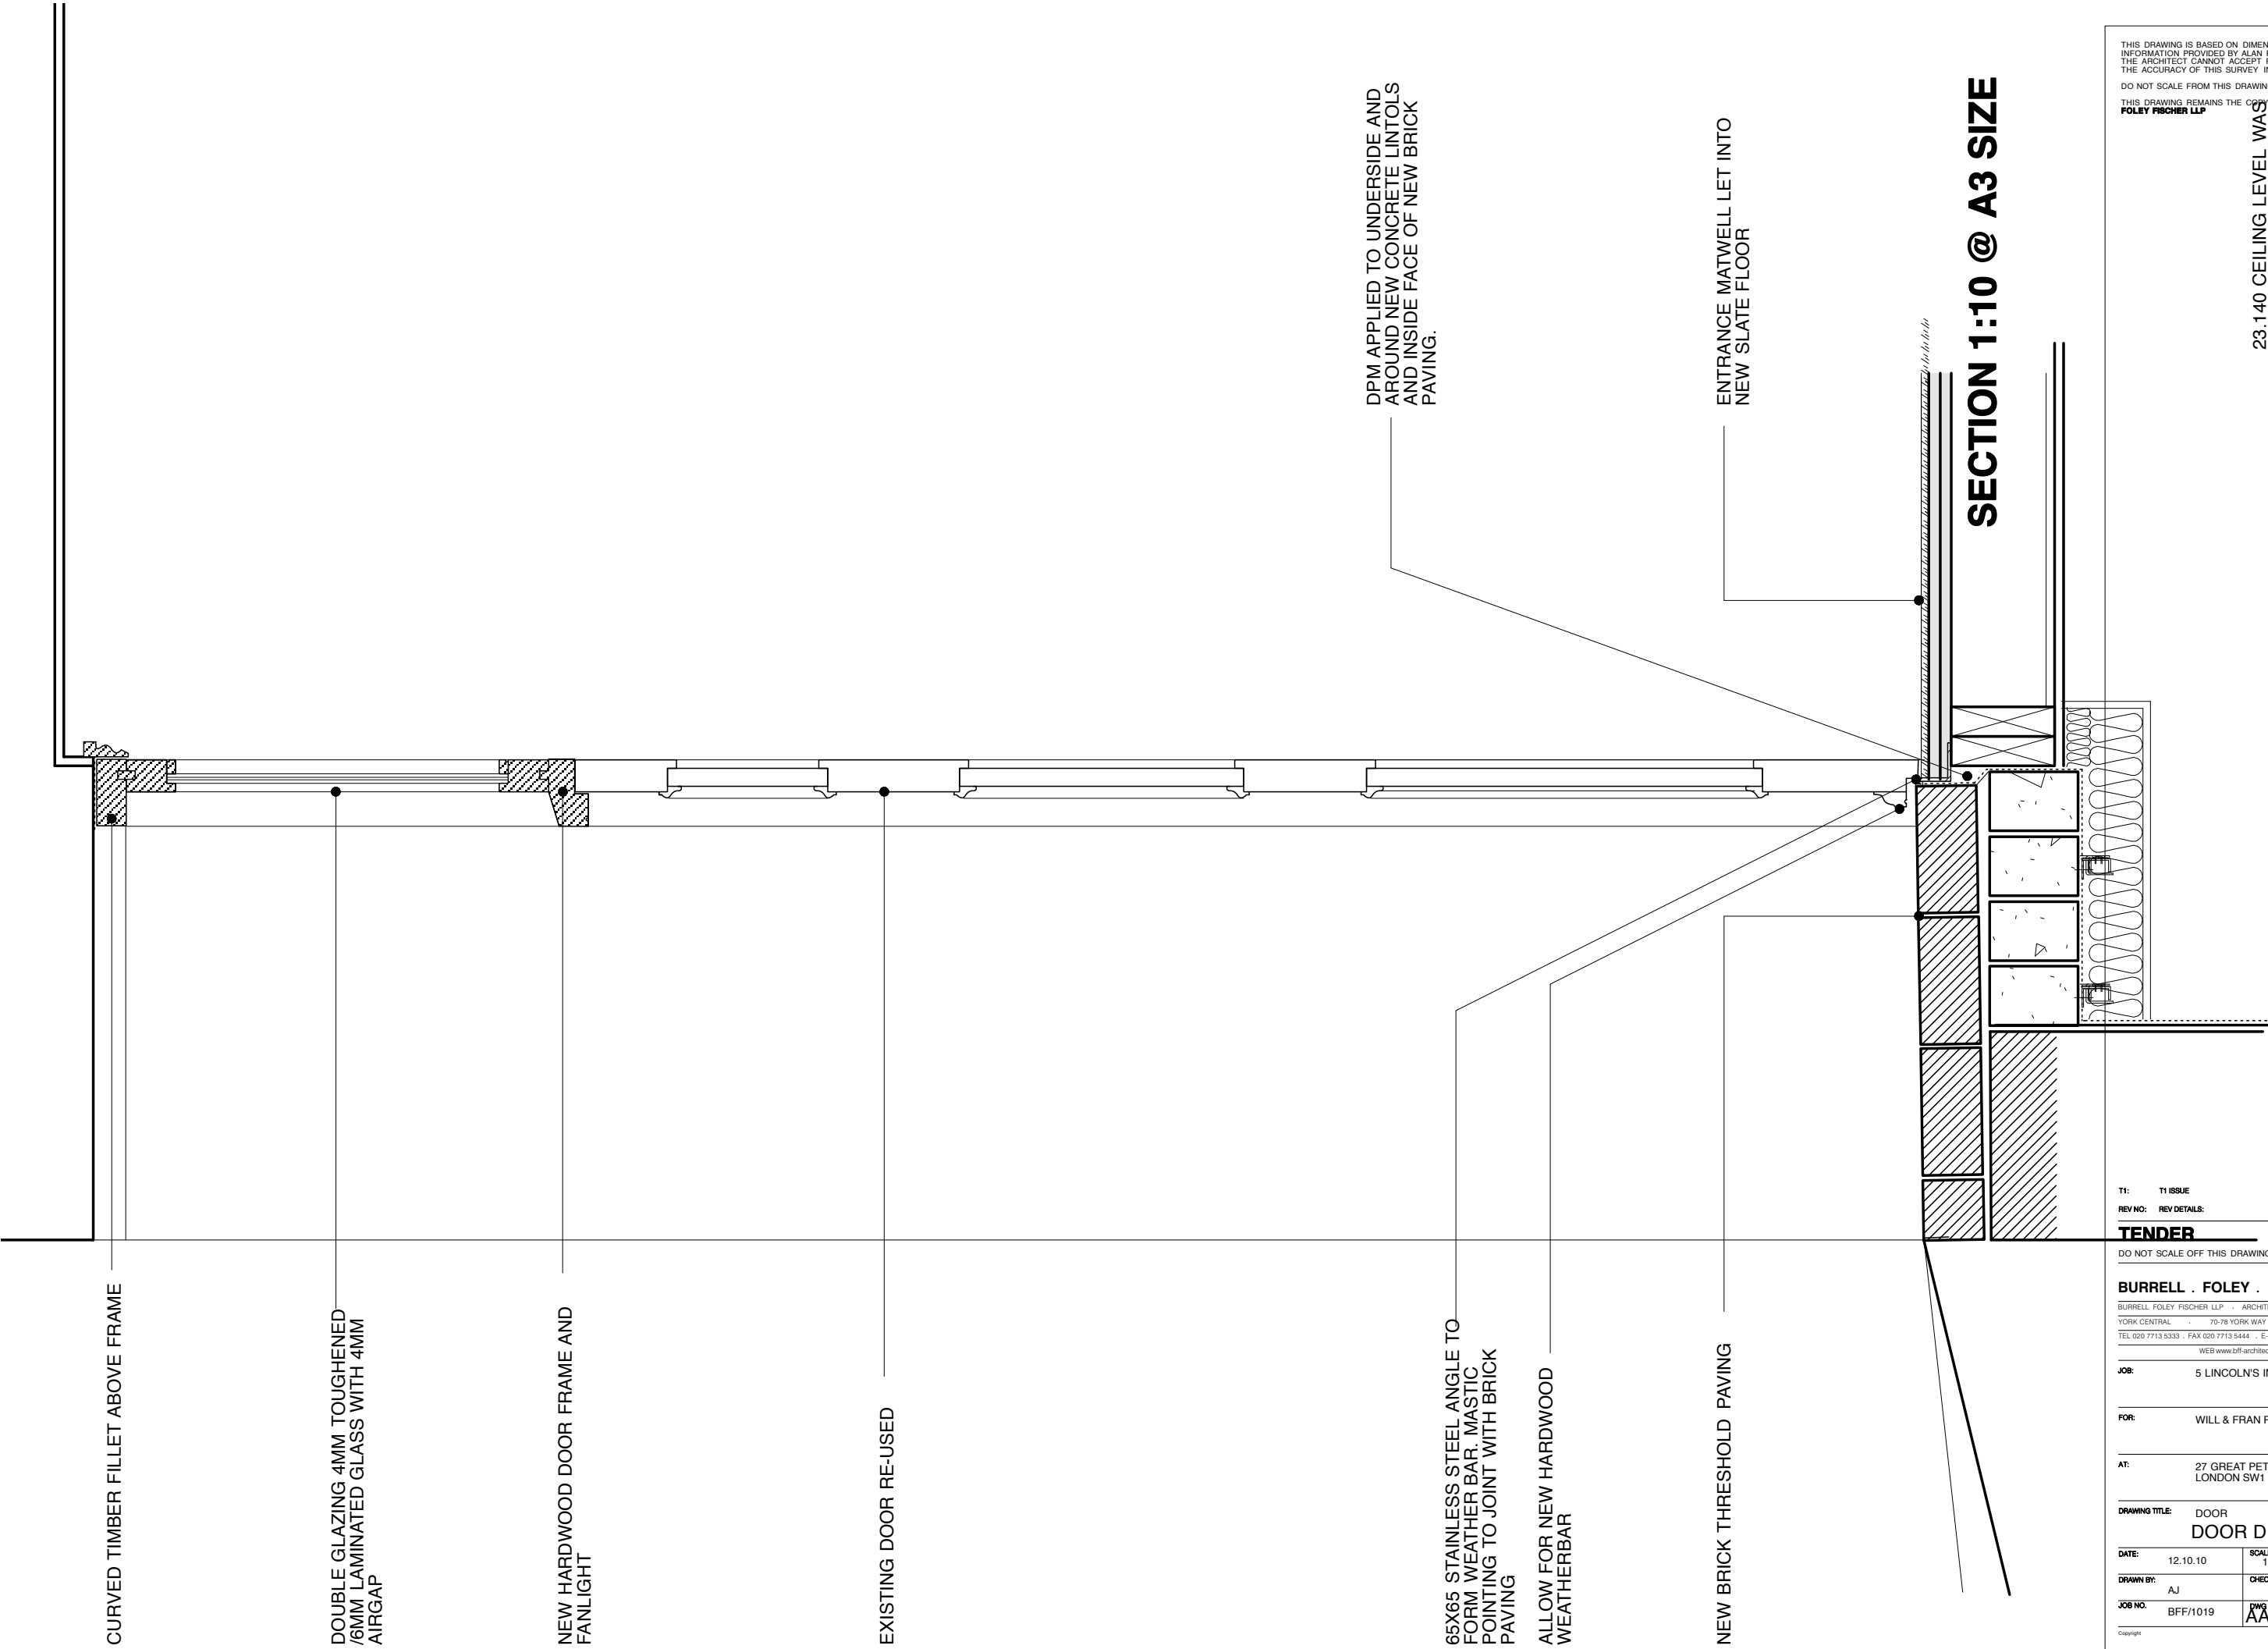 CURVED TIMBER FILLET ABOVE FRAME
DOUBLE GLAZING 4MM TOUGHENED
/6MM LAMINATED GLASS WITH 4MM
AIRGAP
NEW HARDWOOD DOOR FRAME AND
FANLIGHT
EXISTING DOOR RE-USED
DPM APPLIED TO UNDERSIDE AND
AROUND NEW CONCRETE LINTOLS
AND INSIDE FACE OF NEW BRICK
PAVING.
65X65 STAINLESS STEEL ANGLE TO
FORM WEATHER BAR. MASTIC
POINTING TO JOINT WITH BRICK
PAVING
ALLOW FOR NEW HARDWOOD
WEATHERBAR
ENTRANCE MATWELL LET INTO
NEW SLATE FLOOR
NEW BRICK THRESHOLD PAVING
SECTION 1:10 @ A3 SIZE
23.140 CEILING LEVEL WAS
THIS DRAWING IS BASED ON
INFORMATION PROVIDED BY ALAN
THE ARCHITECT CANNOT ACCEPT
THE ACCURACY OF THIS SURVEY
DO NOT SCALE FROM THIS
THIS DRAWING REMAINS THE
FOLEY FISCHER LLP
T1: T1 ISSUE
REV NO: REV DETAILS:
TENDER
DO NOT SCALE OFF THIS
BURRELL . FOLEY .
BURRELL FOLEY FISCHER LLP .
YORK CENTRAL . 70-78 YORK WAY
TEL 020 7713 5333 . FAX 020 7713 5444 .
WEB
JOB: 5 LINCOLN'S
FOR: WILL & FRAN
AT: 27 GREAT
LONDON SW1
DRAWING TITLE: DOOR
DOOR D
DATE: 12.10.10
DRAWN BY: AJ
JOB NO. BFF/1019 DWG
AA
Copyright